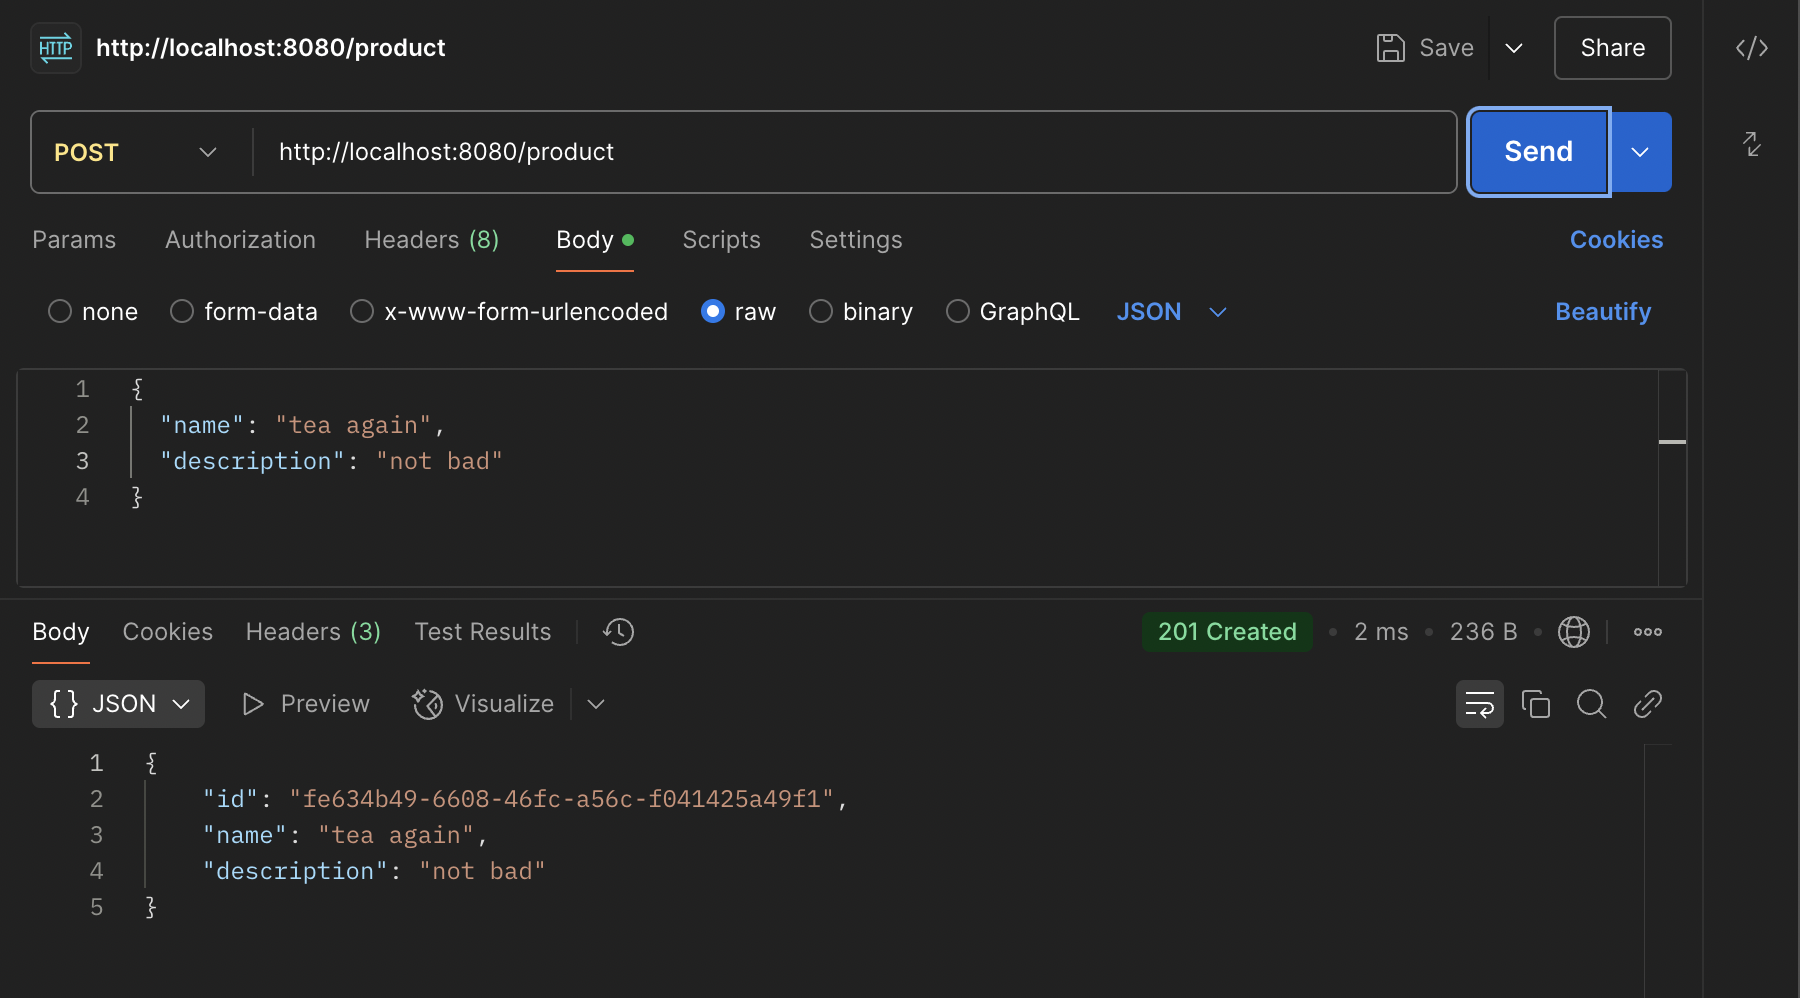 HTTP http://localhost:8080/product Save Share
POST http://localhost:8080/product Send
Params Authorization Headers (8) Body Scripts Settings Cookies
none form-data x-www-form-urlencoded raw binary GraphQL JSON Beautify
1 {
2 "name": "tea again",
3 "description": "not bad"
4 }
Body Cookies Headers (3) Test Results 201 Created • 2 ms • 236 B •
{} JSON Preview Visualize
1 {
2 "id": "fe634b49-6608-46fc-a56c-f041425a49f1",
3 "name": "tea again",
4 "description": "not bad"
5 }